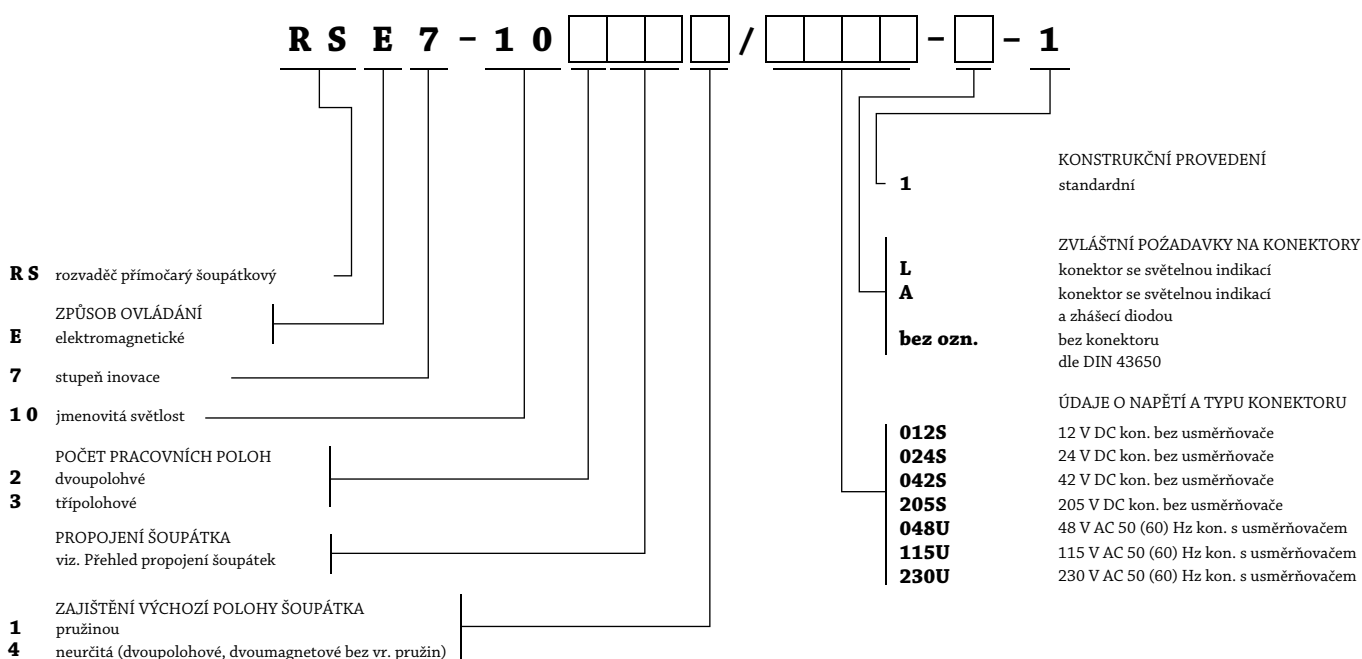 R S E 7 – 10 / – – 1
R S rozvaděč přímočarý šoupátkový
ZPŮSOB OVLÁDÁNÍ
E elektromagnetické
7 stupeň inovace
1 0 jmenovitá světlost
POČET PRACOVNÍCH POLOH
2 dvoupolohvé
3 třípolohové
PROPOJENÍ ŠOUPÁTKA
viz. Přehled propojení šoupátek
ZAJIŠTĚNÍ VÝCHOZÍ POLOHY ŠOUPÁTKA
1 pružinou
4 neurčitá (dvoupolohové, dvoumagnetové bez vr. pružin)
KONSTRUKČNÍ PROVEDENÍ
1 standardní
ZVLÁŠTNÍ POŹADAVKY NA KONEKTORY
L konektor se světelnou indikací
A konektor se světelnou indikací
a zhášecí diodou
bez ozn. bez konektoru
dle DIN 43650
ÚDAJE O NAPĚTÍ A TYPU KONEKTORU
012S 12 V DC kon. bez usměrňovače
024S 24 V DC kon. bez usměrňovače
042S 42 V DC kon. bez usměrňovače
205S 205 V DC kon. bez usměrňovače
048U 48 V AC 50 (60) Hz kon. s usměrňovačem
115U 115 V AC 50 (60) Hz kon. s usměrňovačem
230U 230 V AC 50 (60) Hz kon. s usměrňovačem